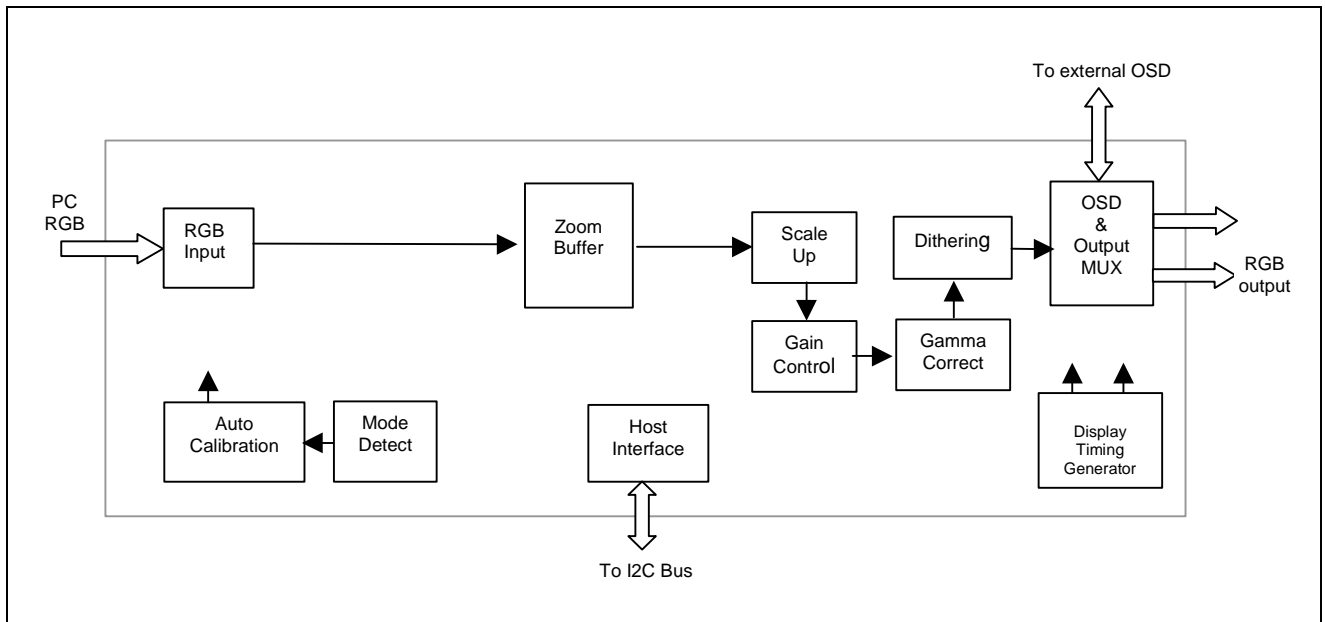 To external OSD
PC
RGB
RGB
Input
Zoom
Buffer
Scale
Up
Dithering
OSD
&
Output
MUX
RGB
output
Gain
Control
Gamma
Correct
Auto
Calibration
Mode
Detect
Host
Interface
Display
Timing
Generator
To I2C Bus